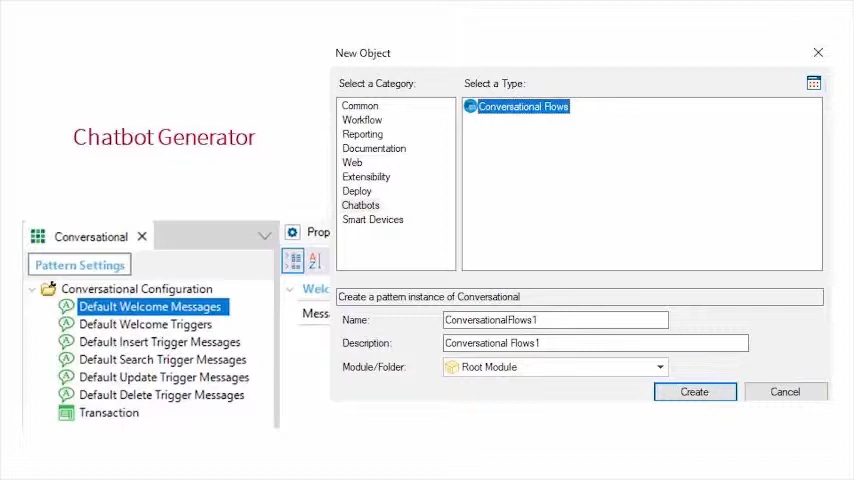 Chatbot Generator
Conversational
Pattern Settings
Conversational Configuration
Default Welcome Messages
Default Welcome Triggers
Default Insert Trigger Messages
Default Search Trigger Messages
Default Update Trigger Messages
Default Delete Trigger Messages
Transaction
Prop
Welc
Mess
New Object
Select a Category:
Common
Workflow
Reporting
Documentation
Web
Extensibility
Deploy
Chatbots
Smart Devices
Select a Type:
Conversational Flows
Create a pattern instance of Conversational
Name: ConversationalFlows1
Description: Conversational Flows1
Module/Folder: Root Module
Create Cancel